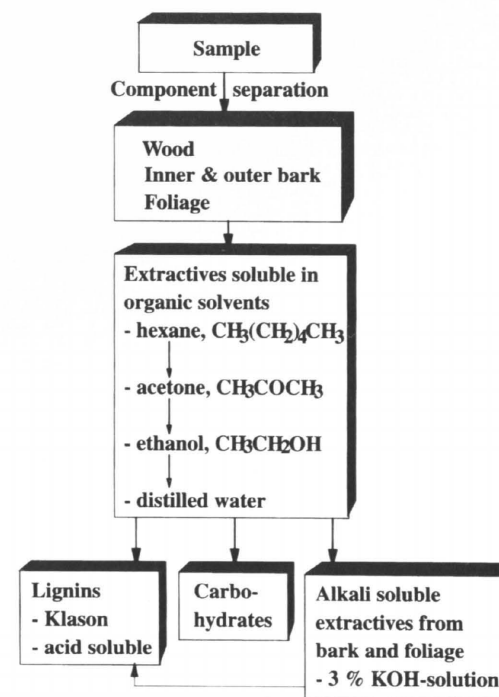 Sample
Component separation
Wood
Inner & outer bark
Foliage
Extractives soluble in
organic solvents
- hexane, CH3(CH2)4CH3
- acetone, CH3COCH3
- ethanol, CH3CH2OH
- distilled water
Lignins
- Klason
- acid soluble
Carbo-
hydrates
Alkali soluble
extractives from
bark and foliage
- 3 % KOH-solution